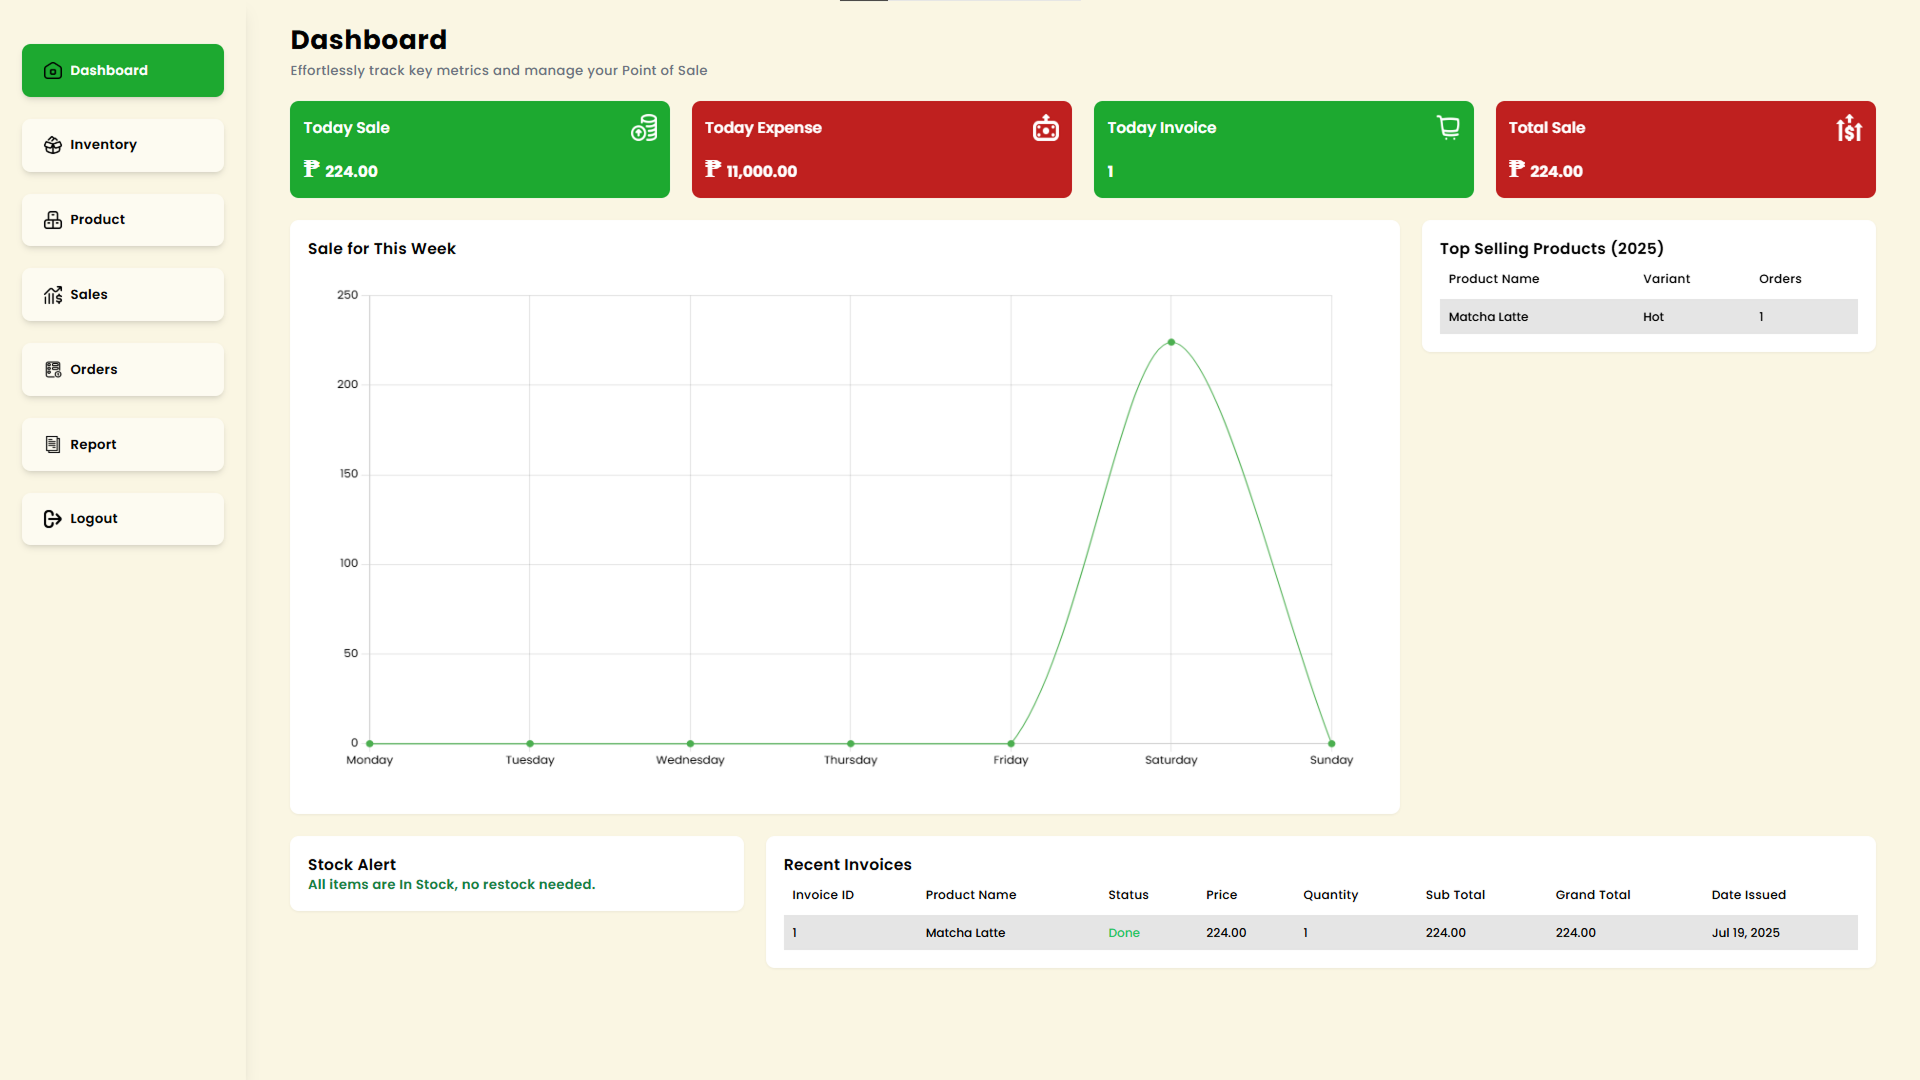 Dashboard
Inventory
Product
Sales
Orders
Report
Logout
Dashboard
Effortlessly track key metrics and manage your Point of Sale
Today Sale
₱ 224.00
Today Expense
₱ 11,000.00
Today Invoice
1
Total Sale
₱ 224.00
Sale for This Week
250
200
150
100
50
0
Monday Tuesday Wednesday Thursday Friday Saturday Sunday
Top Selling Products (2025)
Product Name Variant Orders
Matcha Latte Hot 1
Stock Alert
All items are In Stock, no restock needed.
Recent Invoices
Invoice ID Product Name Status Price Quantity Sub Total Grand Total Date Issued
1 Matcha Latte Done 224.00 1 224.00 224.00 Jul 19, 2025